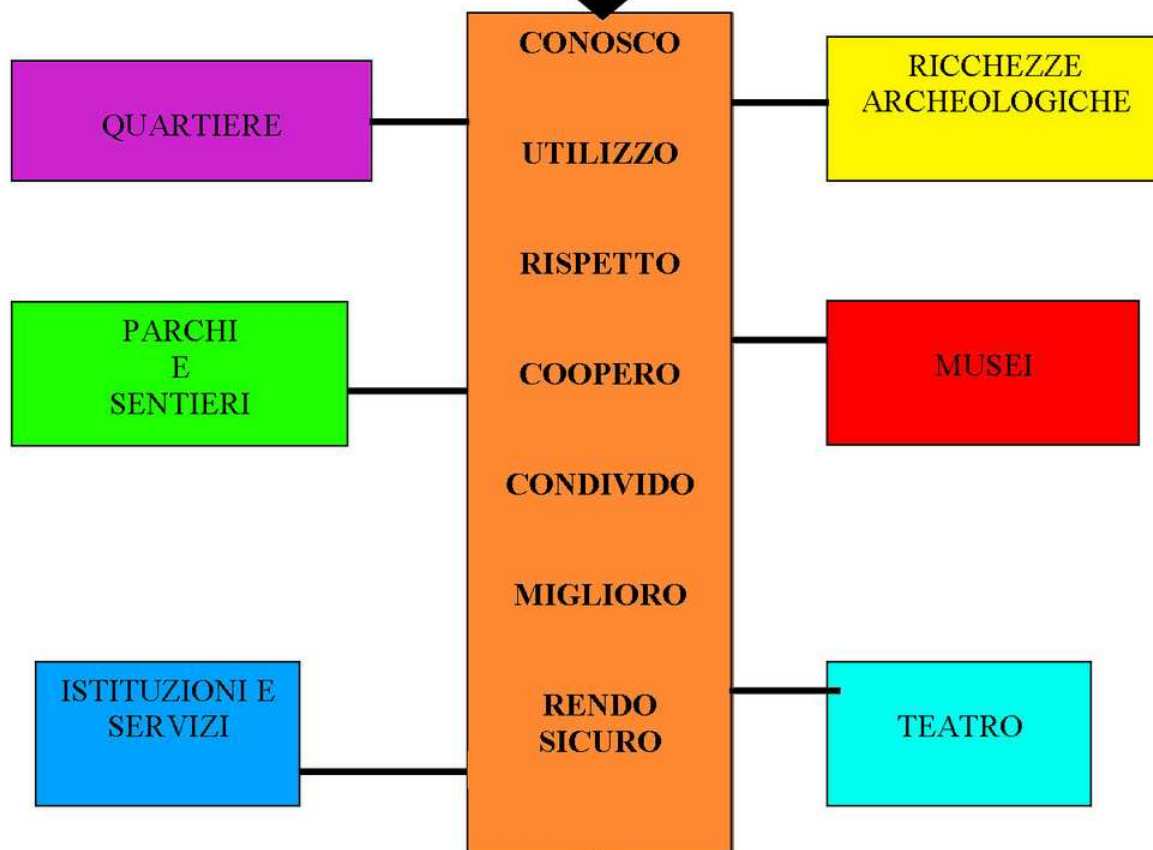 CONOSCO
UTILIZZO
RISPETTO
COOPERO
CONDIVIDO
MIGLIORO
RENDO
SICURO
QUARTIERE
PARCHI
E
SENTIERI
ISTITUZIONI E
SERVIZI
RICCHEZZE
ARCHEOLOGICHE
MUSEI
TEATRO